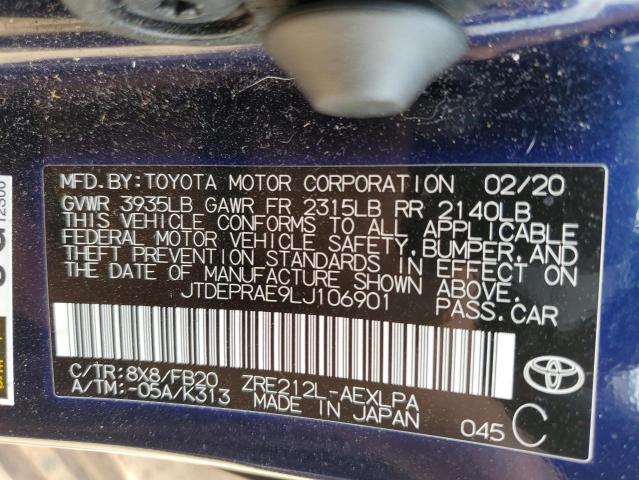 MFD.BY:TOYOTA MOTOR CORPORATION 02/20
GVWR 3935LB GAWR FR 2315LB RR 2140LB
THIS VEHICLE CONFORMS TO ALL APPLICABLE
FEDERAL MOTOR VEHICLE SAFETY,BUMPER,AND
THEFT PREVENTION STANDARDS IN EFFECT ON
THE DATE OF MANUFACTURE SHOWN ABOVE.
JTDEPRAE9LJ106901 PASS.CAR
C/TR:8X8/FB20 ZRE212L-AEXLPA
A/TM:-05A/K313 MADE IN JAPAN
045 C
TOYOTA